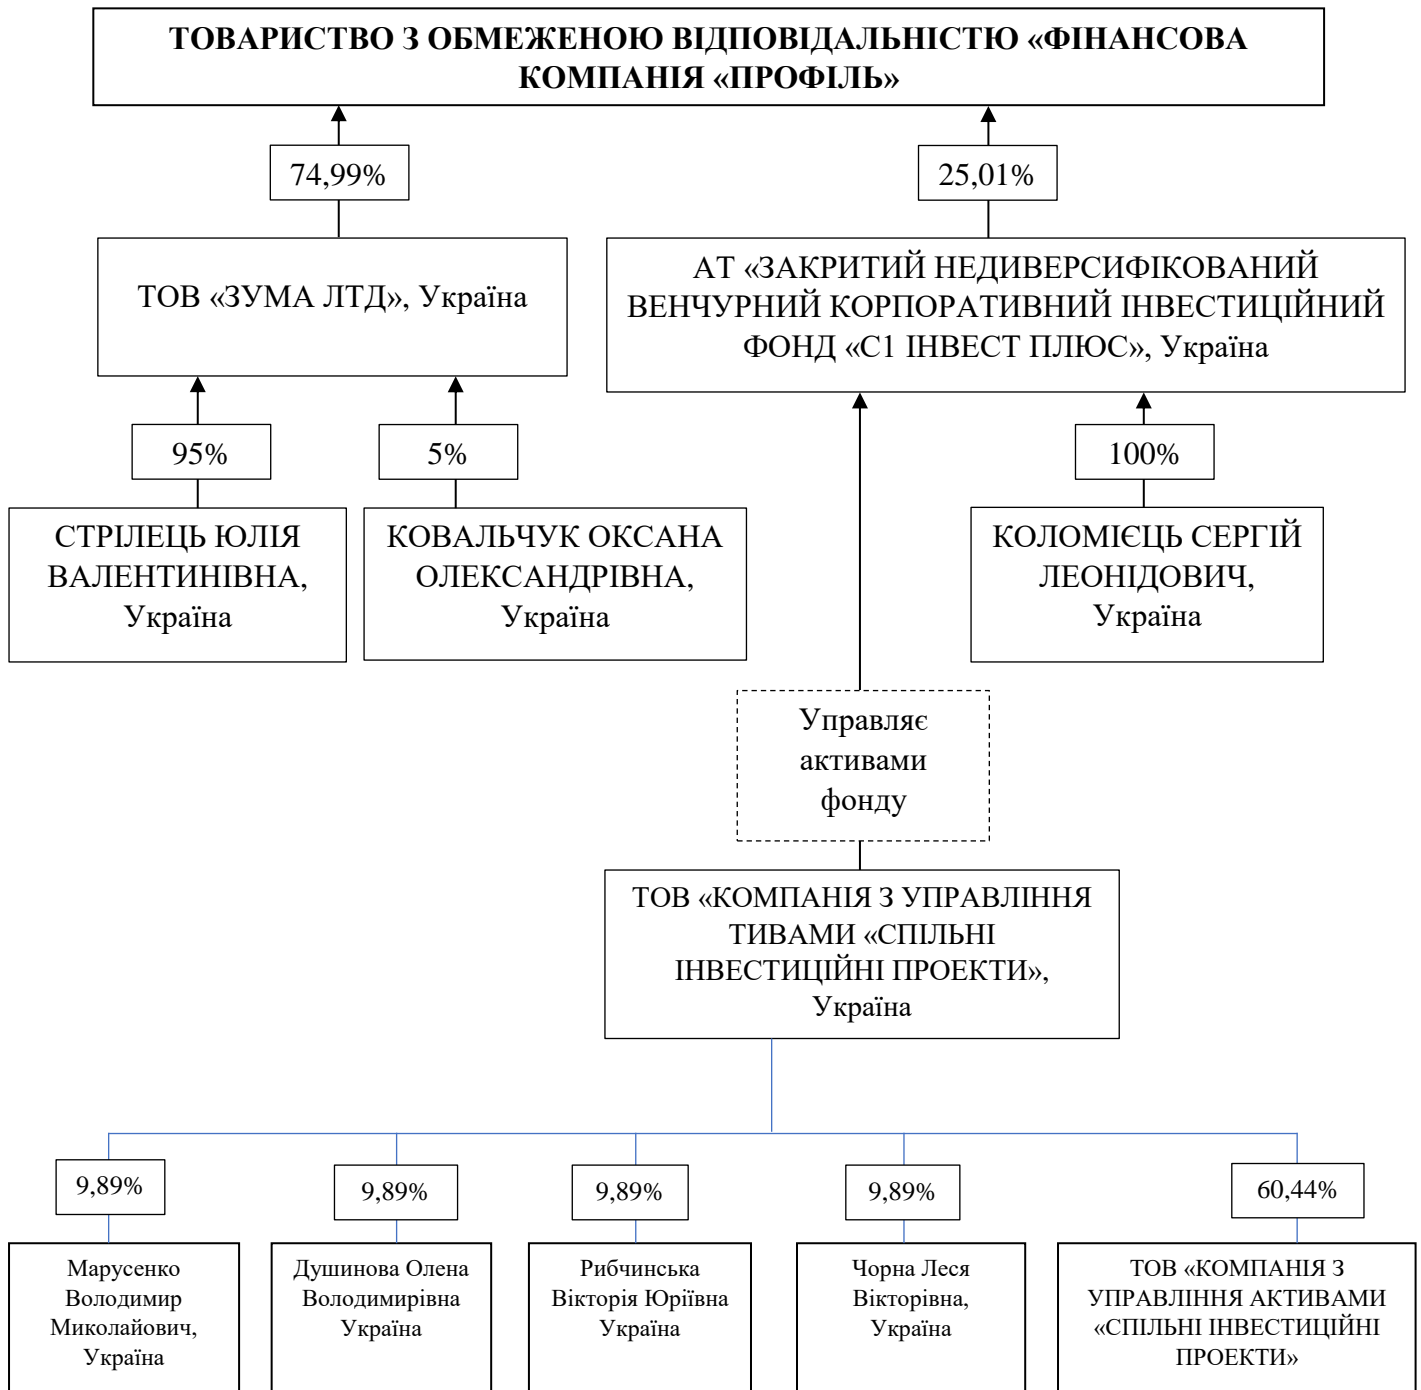 ТОВАРИСТВО З ОБМЕЖЕНОЮ ВІДПОВІДАЛЬНІСТЮ «ФІНАНСОВА
КОМПАНІЯ «ПРОФІЛЬ»
74,99%
25,01%
ТОВ «ЗУМА ЛТД», Україна
АТ «ЗАКРИТИЙ НЕДИВЕРСИФІКОВАНИЙ
ВЕНЧУРНИЙ КОРПОРАТИВНИЙ ІНВЕСТИЦІЙНИЙ
ФОНД «С1 ІНВЕСТ ПЛЮС», Україна
95%
5%
100%
СТРІЛЕЦЬ ЮЛІЯ
ВАЛЕНТИНІВНА,
Україна
КОВАЛЬЧУК ОКСАНА
ОЛЕКСАНДРІВНА,
Україна
КОЛОМІЄЦЬ СЕРГІЙ
ЛЕОНІДОВИЧ,
Україна
Управляє
активами
фонду
ТОВ «КОМПАНІЯ З УПРАВЛІННЯ
ТИВАМИ «СПІЛЬНІ
ІНВЕСТИЦІЙНІ ПРОЕКТИ»,
Україна
9,89%
9,89%
9,89%
9,89%
60,44%
Марусенко
Володимир
Миколайович,
Україна
Душинова Олена
Володимирівна
Україна
Рибчинська
Вікторія Юріївна
Україна
Чорна Леся
Вікторівна,
Україна
ТОВ «КОМПАНІЯ З
УПРАВЛІННЯ АКТИВАМИ
«СПІЛЬНІ ІНВЕСТИЦІЙНІ
ПРОЕКТИ»